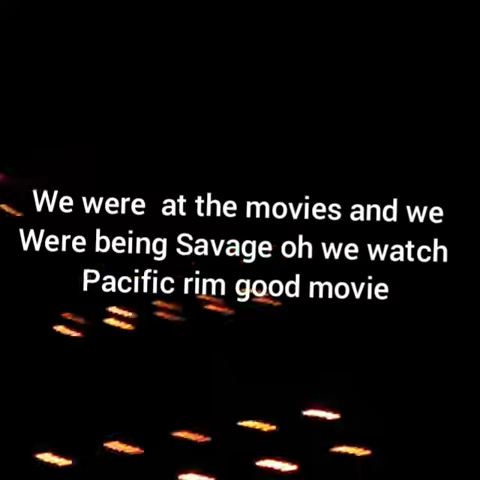 We were  at the movies and we
Were being Savage oh we watch
Pacific rim good movie